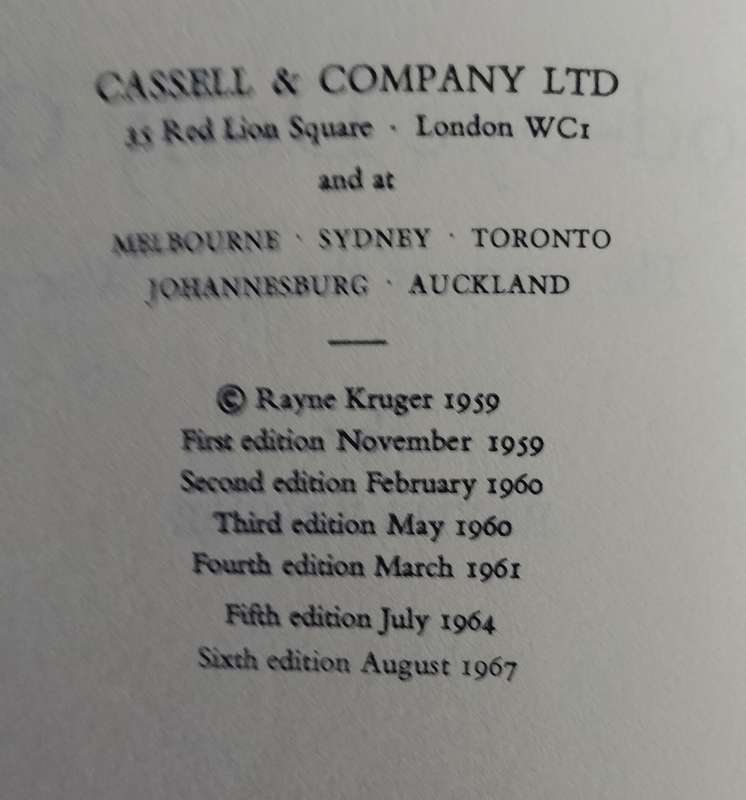 CASSELL & COMPANY LTD
35 Red Lion Square · London WC1
and at
MELBOURNE · SYDNEY · TORONTO
JOHANNESBURG · AUCKLAND
© Rayne Kruger 1959
First edition November 1959
Second edition February 1960
Third edition May 1960
Fourth edition March 1961
Fifth edition July 1964
Sixth edition August 1967